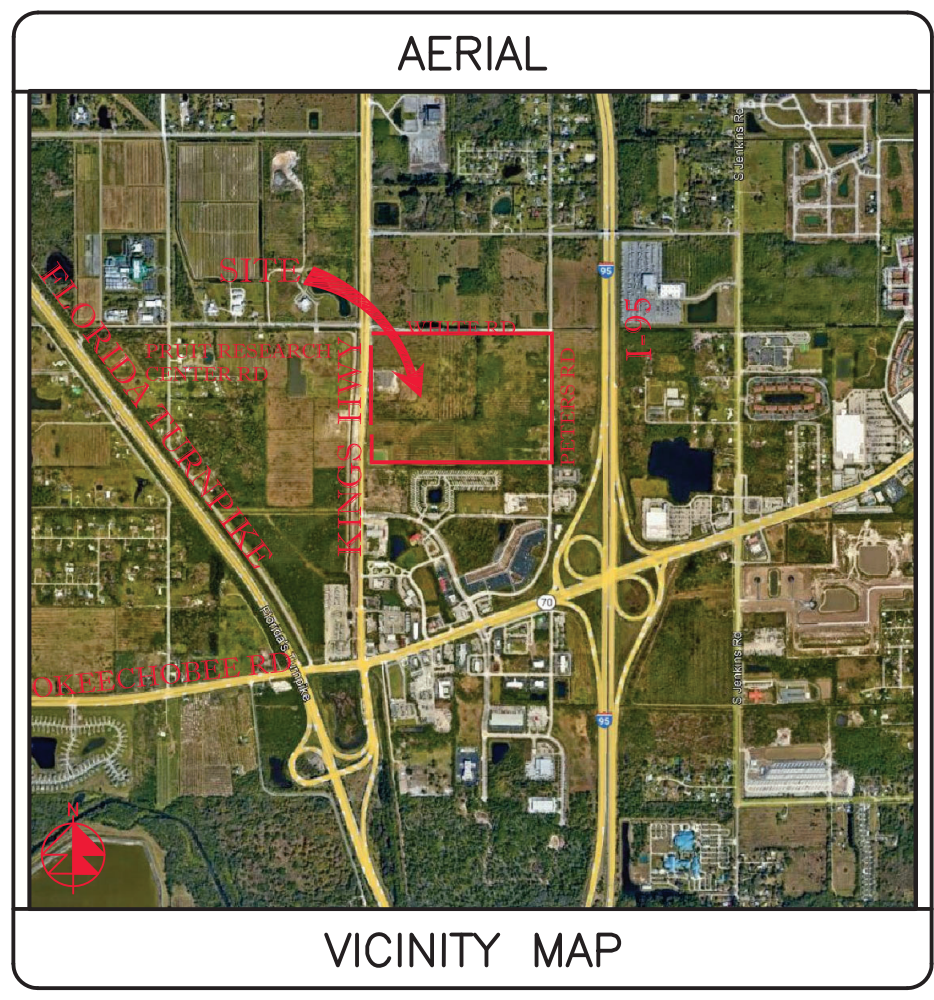 AERIAL
S Jenkins Rd
SITE
95
I-95
FLORIDA TURNPIKE
WHITE RD
FRUIT RESEARCH
CENTER RD
KINGS HWY
PETERS RD
70
Florida's Turnpike
OKEECHOBEE RD
S Jenkins Rd
95
N
VICINITY MAP